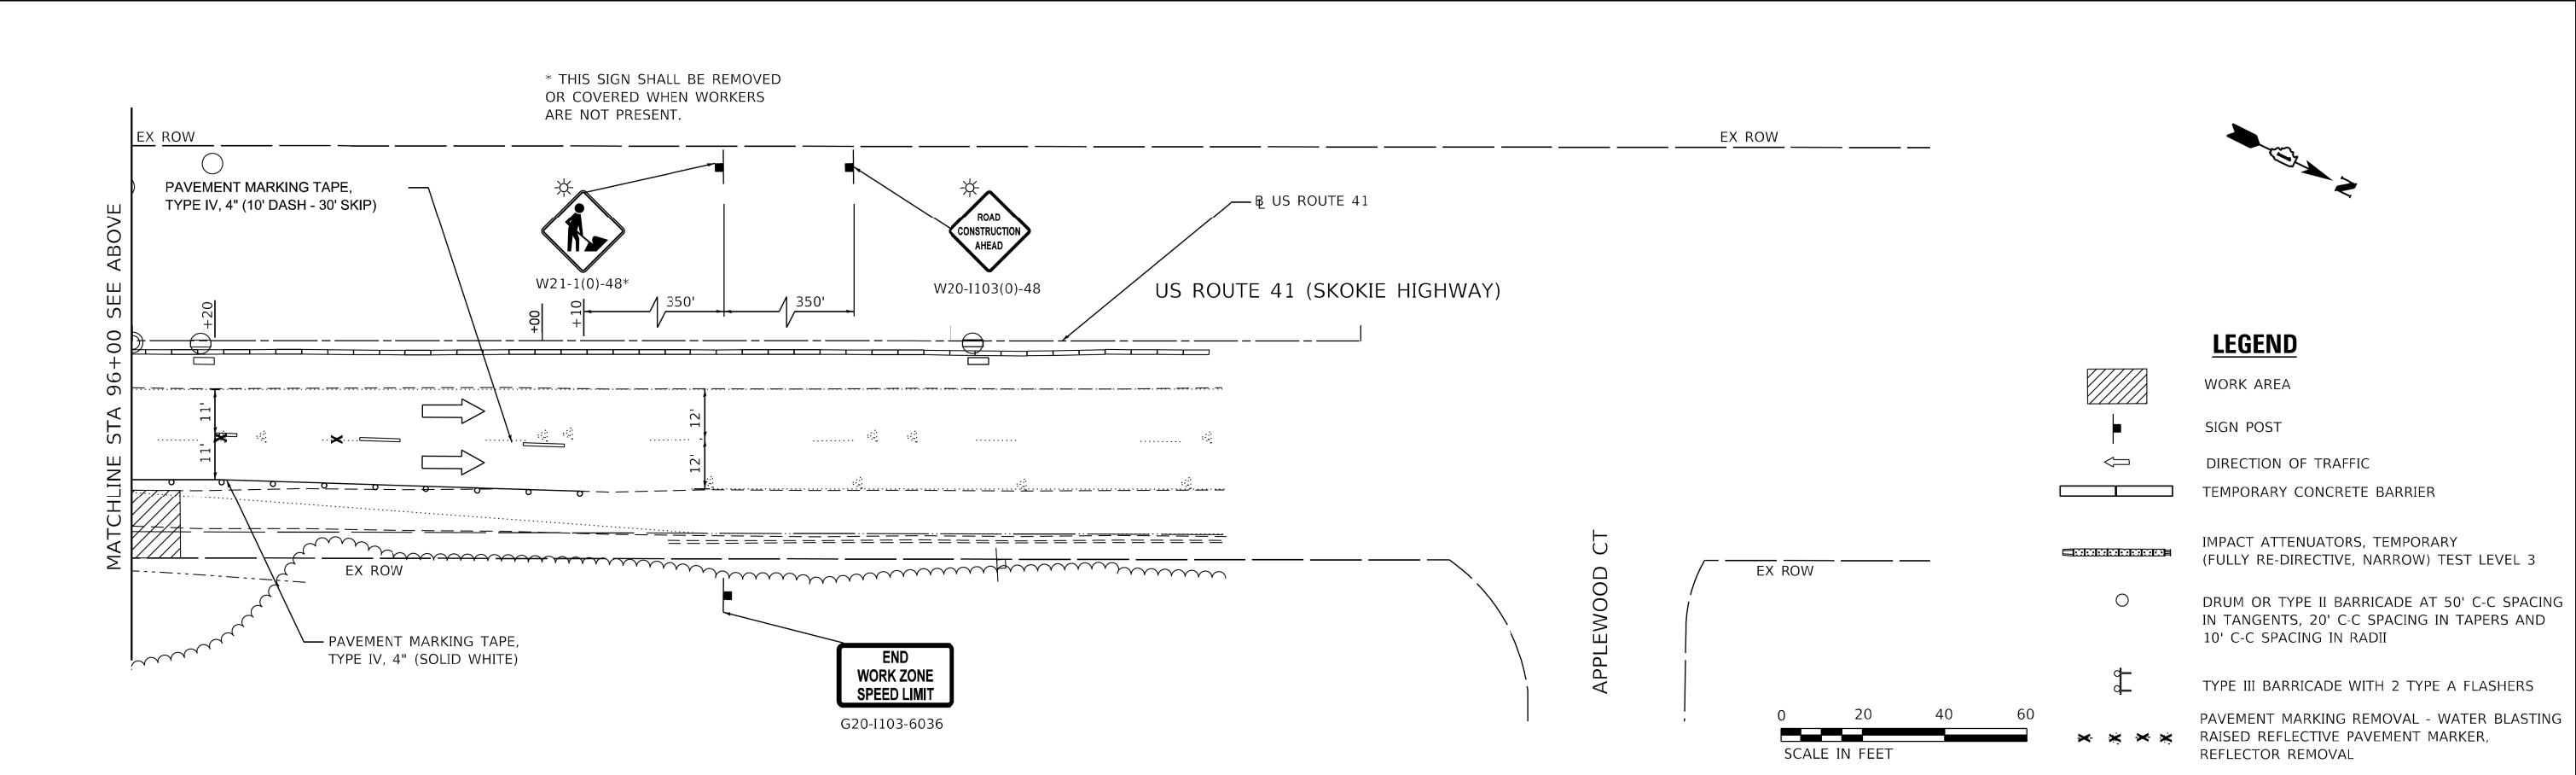 * THIS SIGN SHALL BE REMOVED
OR COVERED WHEN WORKERS
ARE NOT PRESENT.
EX ROW
EX ROW
PAVEMENT MARKING TAPE,
TYPE IV, 4" (10' DASH - 30' SKIP)
MATCHLINE STA 96+00 SEE ABOVE
W21-1(0)-48*
ROAD
CONSTRUCTION
AHEAD
W20-I103(0)-48
℄ US ROUTE 41
US ROUTE 41 (SKOKIE HIGHWAY)
N
+20
+00
+10
350'
350'
11'
11'
12'
12'
EX ROW
PAVEMENT MARKING TAPE,
TYPE IV, 4" (SOLID WHITE)
END
WORK ZONE
SPEED LIMIT
G20-I103-6036
APPLEWOOD CT
EX ROW
0 20 40 60
SCALE IN FEET
LEGEND
WORK AREA
SIGN POST
DIRECTION OF TRAFFIC
TEMPORARY CONCRETE BARRIER
IMPACT ATTENUATORS, TEMPORARY
(FULLY RE-DIRECTIVE, NARROW) TEST LEVEL 3
DRUM OR TYPE II BARRICADE AT 50' C-C SPACING
IN TANGENTS, 20' C-C SPACING IN TAPERS AND
10' C-C SPACING IN RADII
TYPE III BARRICADE WITH 2 TYPE A FLASHERS
PAVEMENT MARKING REMOVAL - WATER BLASTING
RAISED REFLECTIVE PAVEMENT MARKER,
REFLECTOR REMOVAL